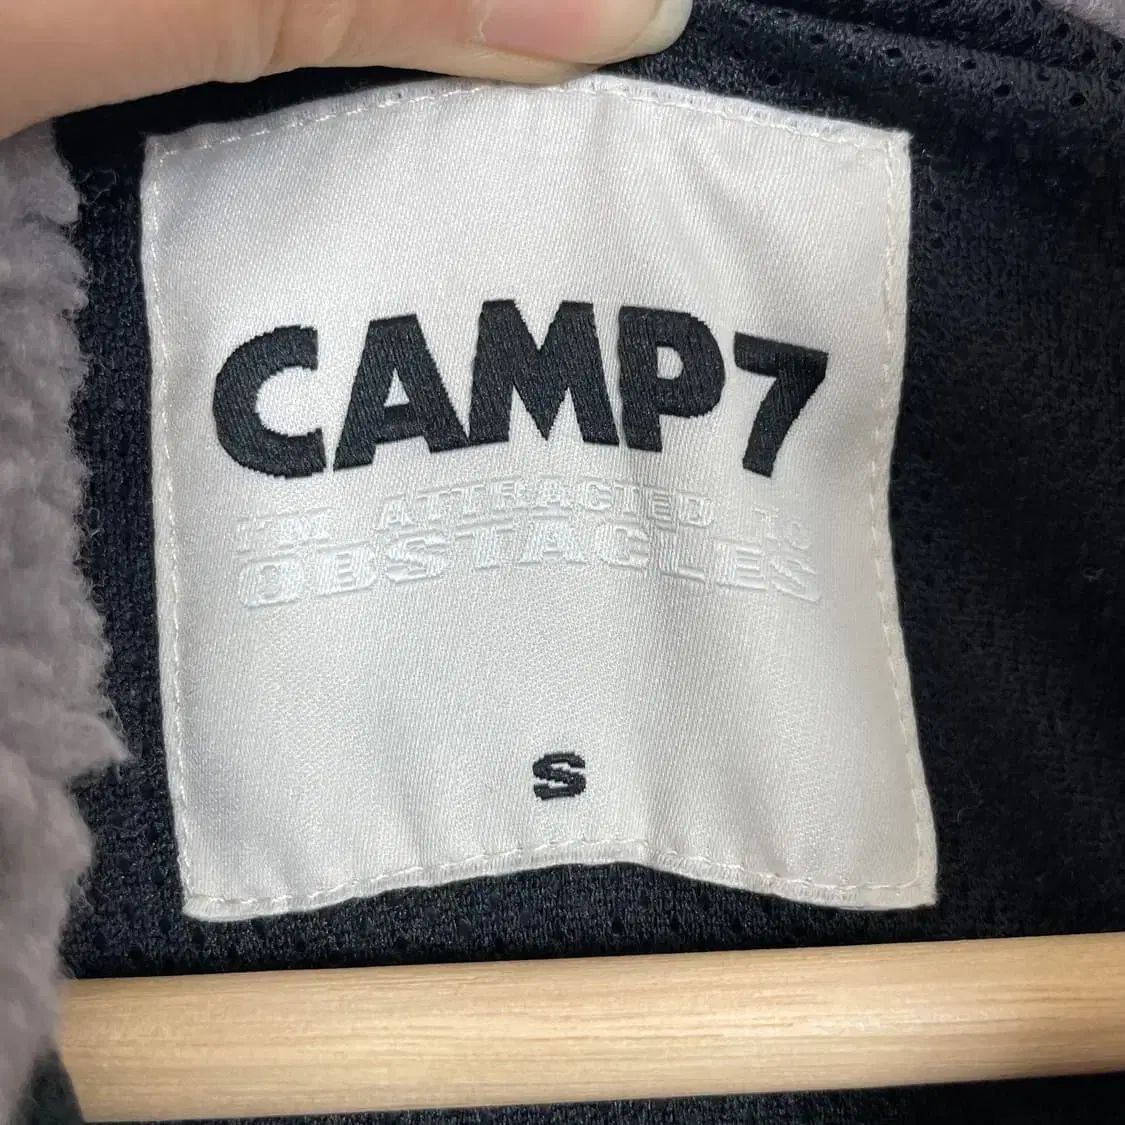 CAMP7
I'M ATTRACTED TO
OBSTACLES
S